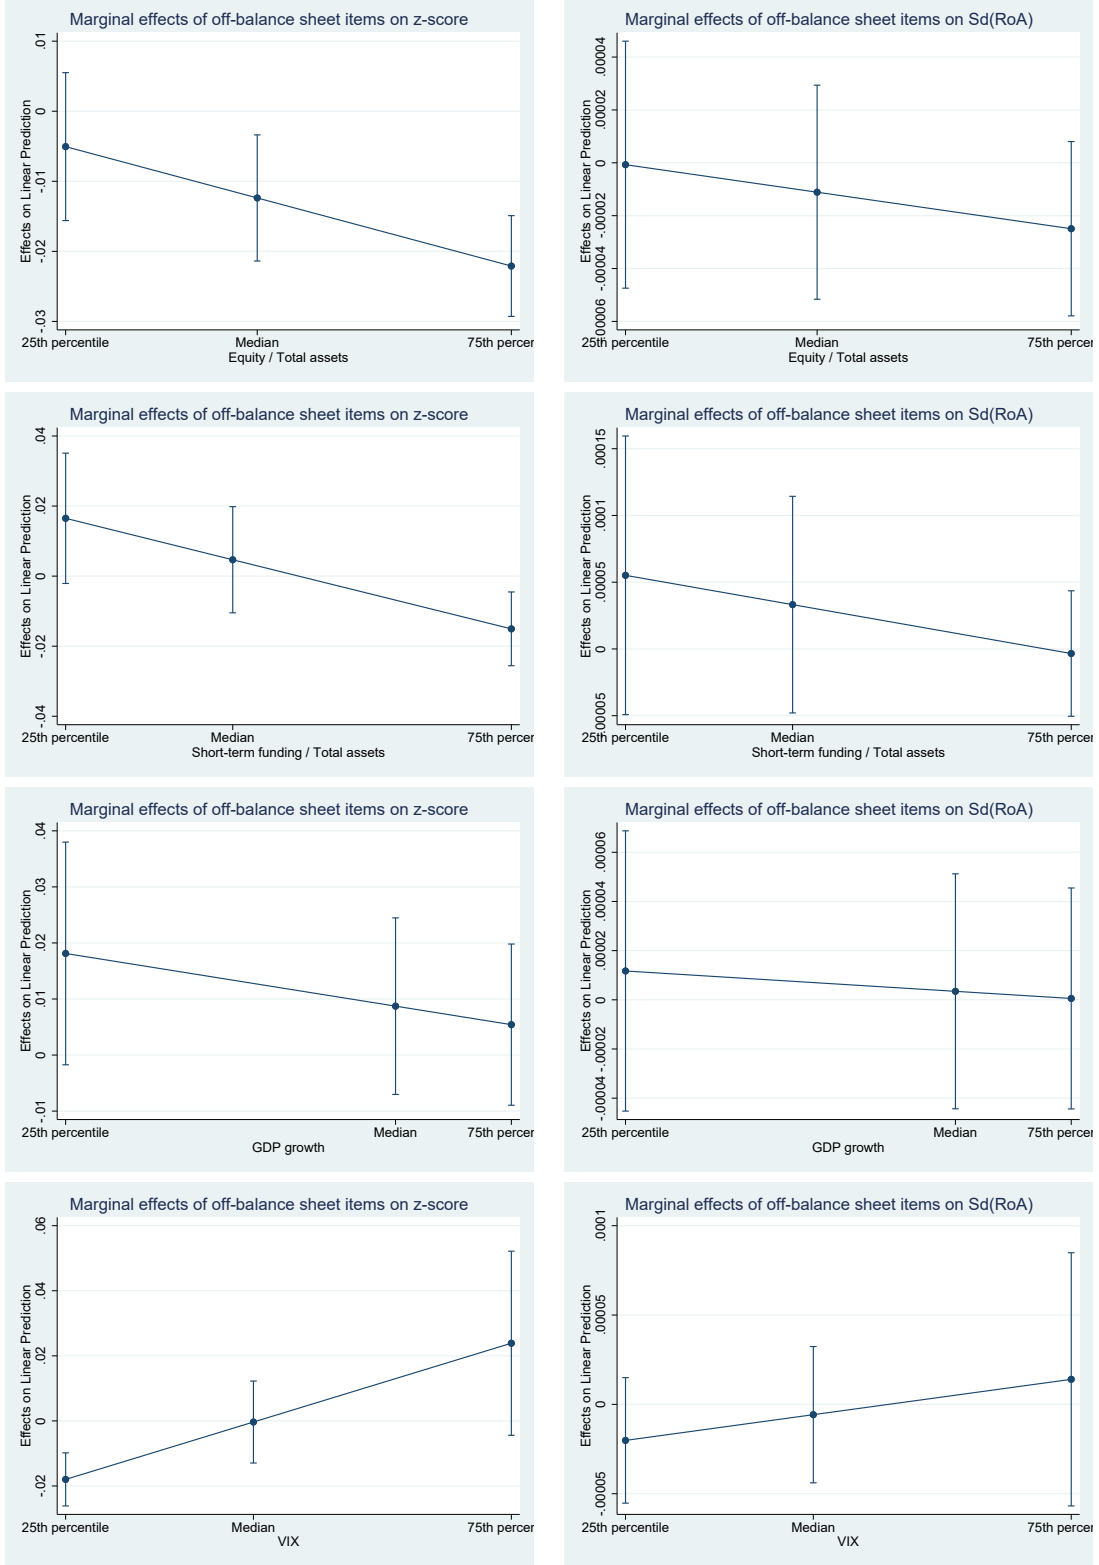 Marginal effects of off-balance sheet items on z-score
Effects on Linear Prediction
.01
0
-.01
-.02
-.03
25th percentile
Median
75th percer
Equity / Total assets
Marginal effects of off-balance sheet items on Sd(RoA)
Effects on Linear Prediction
.00004
.00002
0
-.00002
-.00004
.00006
25th percentile
Median
75th percer
Equity / Total assets
Marginal effects of off-balance sheet items on z-score
Effects on Linear Prediction
.04
.02
0
-.02
-.04
25th percentile
Median
75th percer
Short-term funding / Total assets
Marginal effects of off-balance sheet items on Sd(RoA)
Effects on Linear Prediction
.00015
.0001
.00005
0
.00005
25th percentile
Median
75th percer
Short-term funding / Total assets
Marginal effects of off-balance sheet items on z-score
Effects on Linear Prediction
.04
.03
.02
.01
0
-.01
25th percentile
Median
75th percer
GDP growth
Marginal effects of off-balance sheet items on Sd(RoA)
Effects on Linear Prediction
.00006
.00004
.00002
0
-.00002
-.00004
25th percentile
Median
75th percer
GDP growth
Marginal effects of off-balance sheet items on z-score
Effects on Linear Prediction
.06
.04
.02
0
-.02
25th percentile
Median
75th percer
VIX
Marginal effects of off-balance sheet items on Sd(RoA)
Effects on Linear Prediction
.0001
.00005
0
-.00005
25th percentile
Median
75th percer
VIX